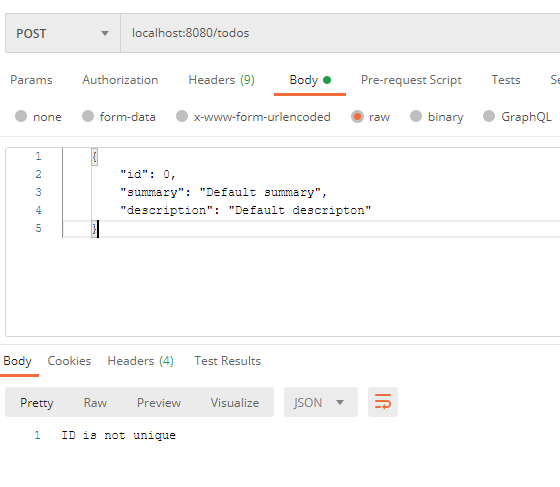 POST localhost:8080/todos
Params Authorization Headers (9) Body Pre-request Script Tests
none form-data x-www-form-urlencoded raw binary GraphQL
1 {
2 "id": 0,
3 "summary": "Default summary",
4 "description": "Default descripton"
5 }
Body Cookies Headers (4) Test Results
Pretty Raw Preview Visualize JSON
1 ID is not unique